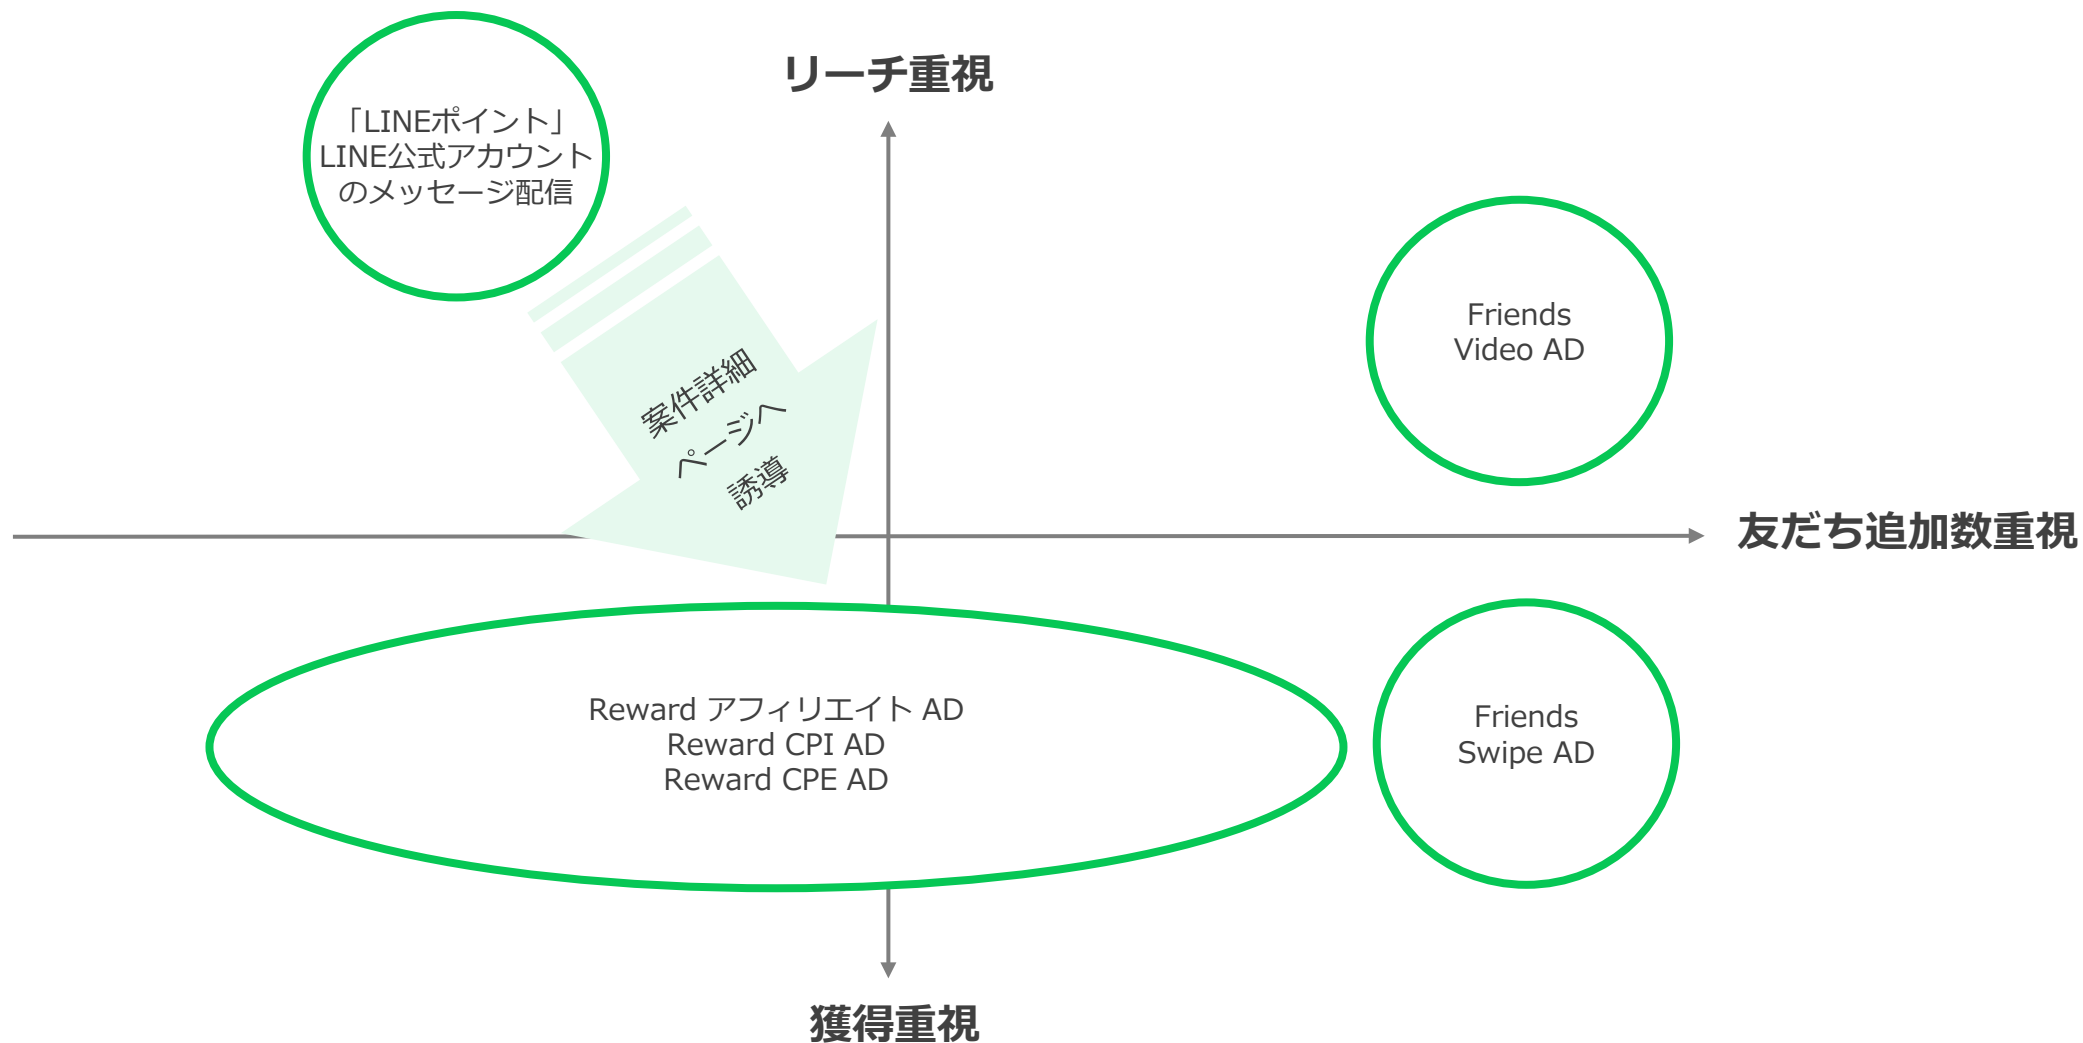 リーチ重視
「LINEポイント」
LINE公式アカウント
のメッセージ配信
案件詳細
ページへ
誘導
Friends
Video AD
友だち追加数重視
Reward アフィリエイト AD
Reward CPI AD
Reward CPE AD
Friends
Swipe AD
獲得重視